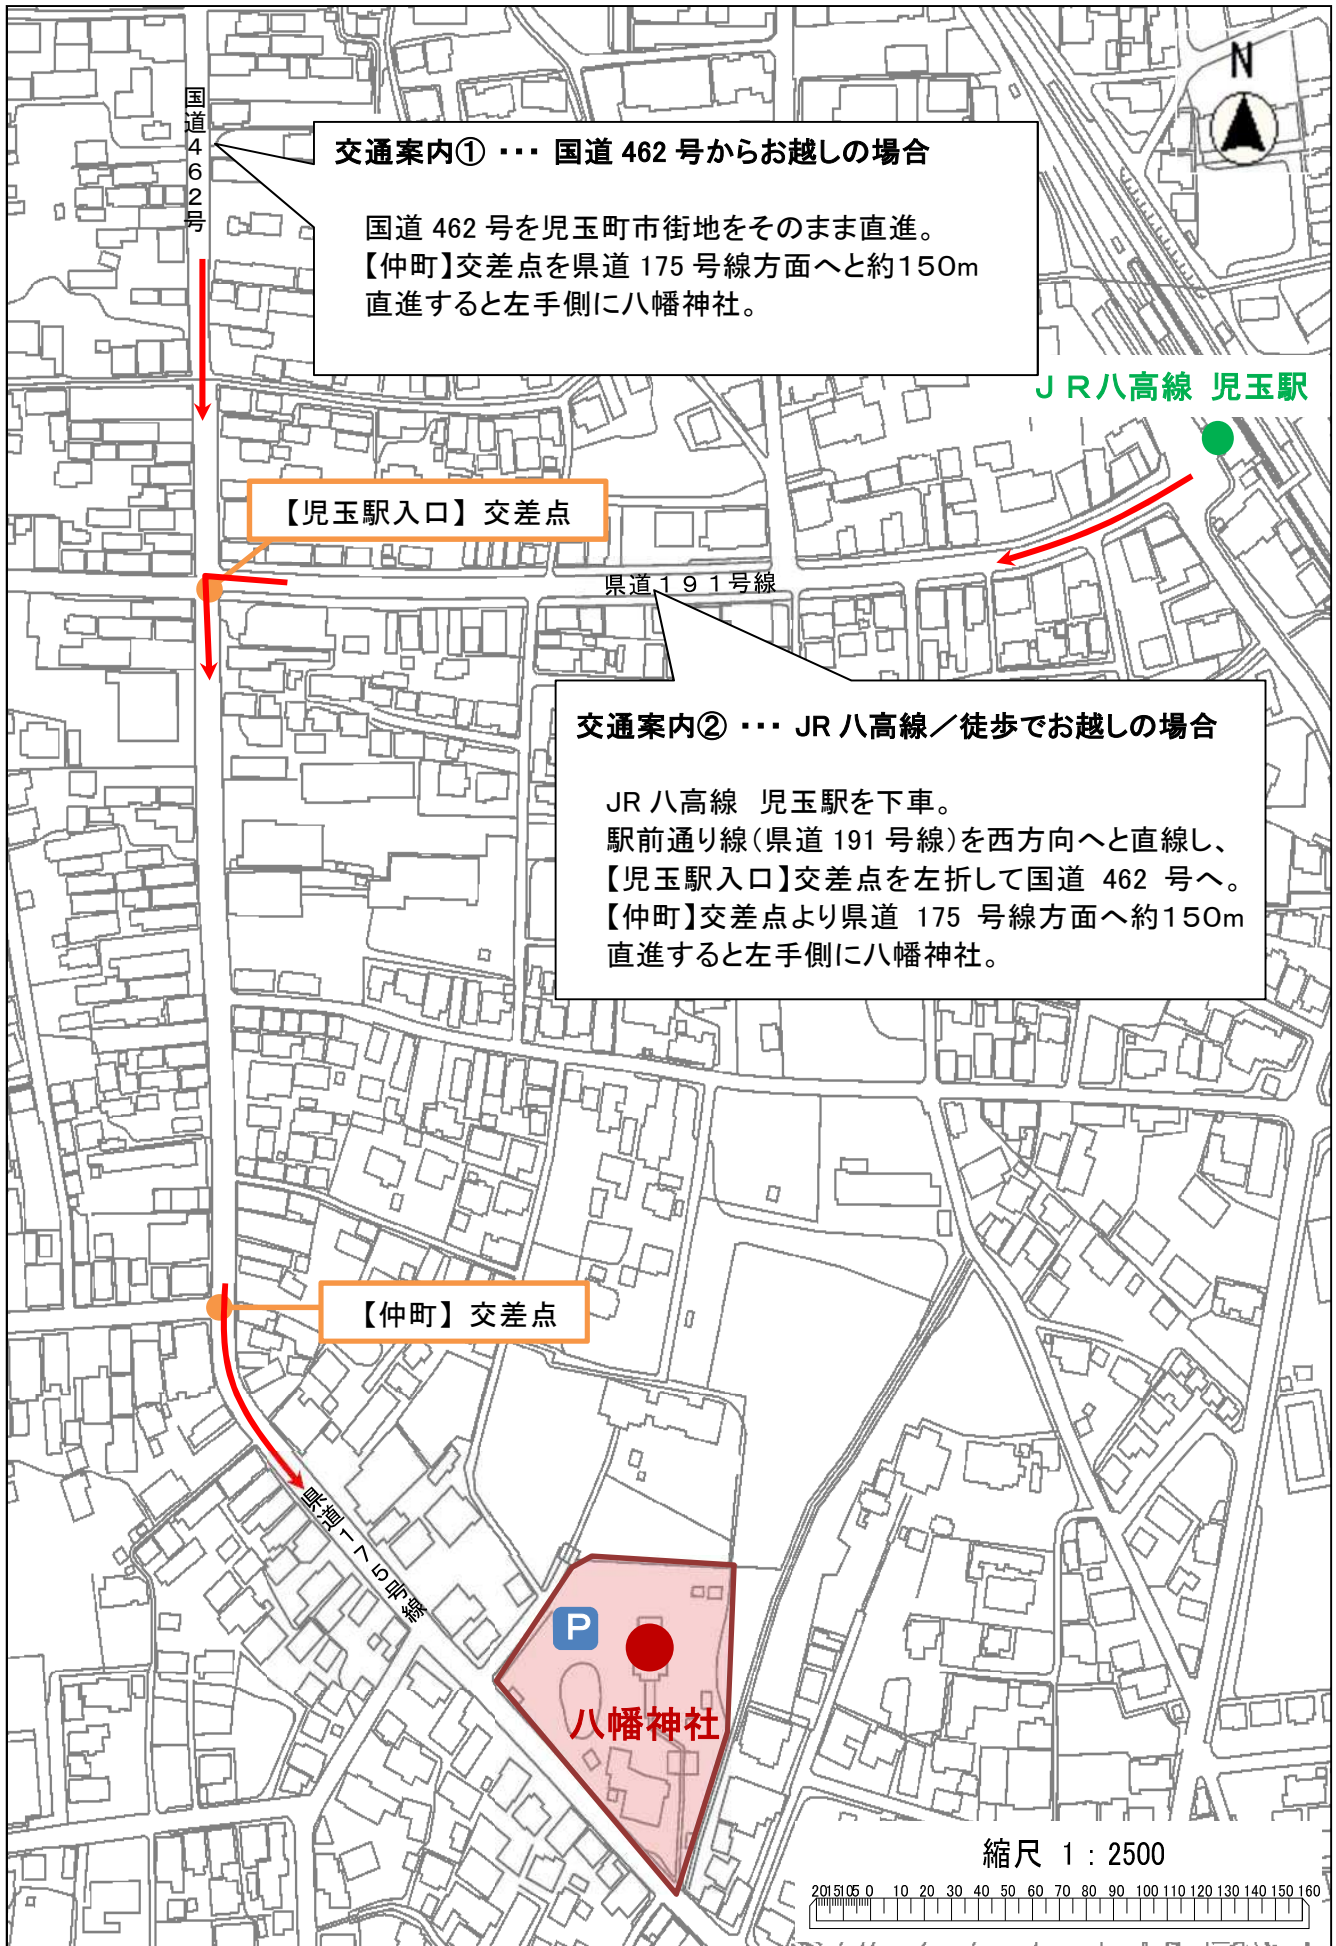 N
国道462号
交通案内① ・・・ 国道 462 号からお越しの場合
国道 462 号を児玉町市街地をそのまま直進。
【仲町】交差点を県道 175 号線方面へと約150m
直進すると左手側に八幡神社。
JR八高線 児玉駅
【児玉駅入口】 交差点
県道191号線
交通案内② ・・・ JR 八高線／徒歩でお越しの場合
JR 八高線　児玉駅を下車。
駅前通り線（県道 191 号線）を西方向へと直線し、
【児玉駅入口】交差点を左折して国道 462 号へ。
【仲町】交差点より県道 175 号線方面へ約150m
直進すると左手側に八幡神社。
【仲町】 交差点
県道175号線
P
八幡神社
縮尺 1 : 2500
20 15 10 5 0 10 20 30 40 50 60 70 80 90 100 110 120 130 140 150 160